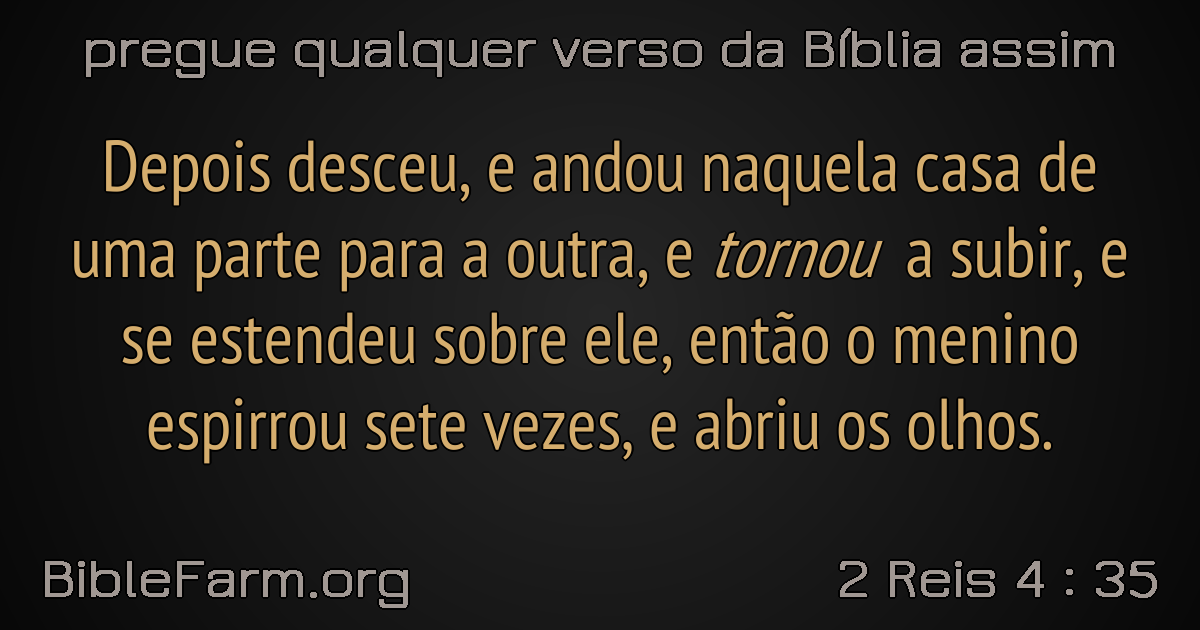 pregue qualquer verso da Bíblia assim
Depois desceu, e andou naquela casa de
uma parte para a outra, e tornou a subir, e
se estendeu sobre ele, então o menino
espirrou sete vezes, e abriu os olhos.
BibleFarm.org
2 Reis 4 : 35